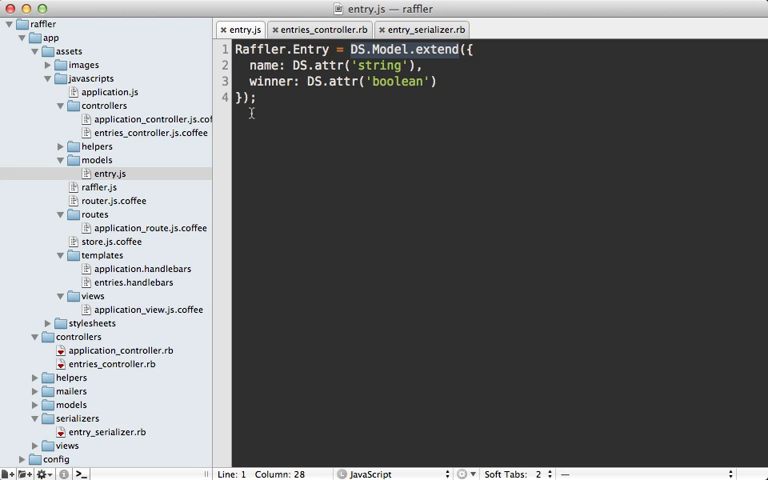 entry.js — raffler
raffler
app
assets
images
javascripts
application.js
controllers
application_controller.js.cof
entries_controller.js.coffee
helpers
models
entry.js
raffler.js
router.js.coffee
routes
application_route.js.coffee
store.js.coffee
templates
application.handlebars
entries.handlebars
views
application_view.js.coffee
stylesheets
controllers
application_controller.rb
entries_controller.rb
helpers
mailers
models
serializers
entry_serializer.rb
views
config
entry.js entries_controller.rb entry_serializer.rb
1 Raffler.Entry = DS.Model.extend({
2 name: DS.attr('string'),
3 winner: DS.attr('boolean')
4 });
Line: 1 Column: 28 JavaScript Soft Tabs: 2 —